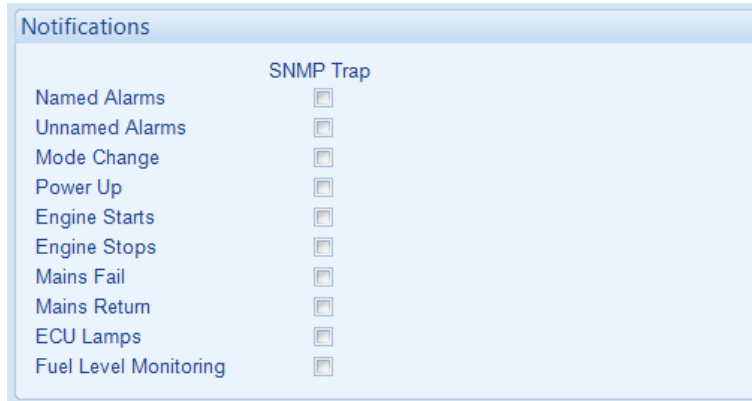 Notifications
SNMP Trap
Named Alarms
Unnamed Alarms
Mode Change
Power Up
Engine Starts
Engine Stops
Mains Fail
Mains Return
ECU Lamps
Fuel Level Monitoring